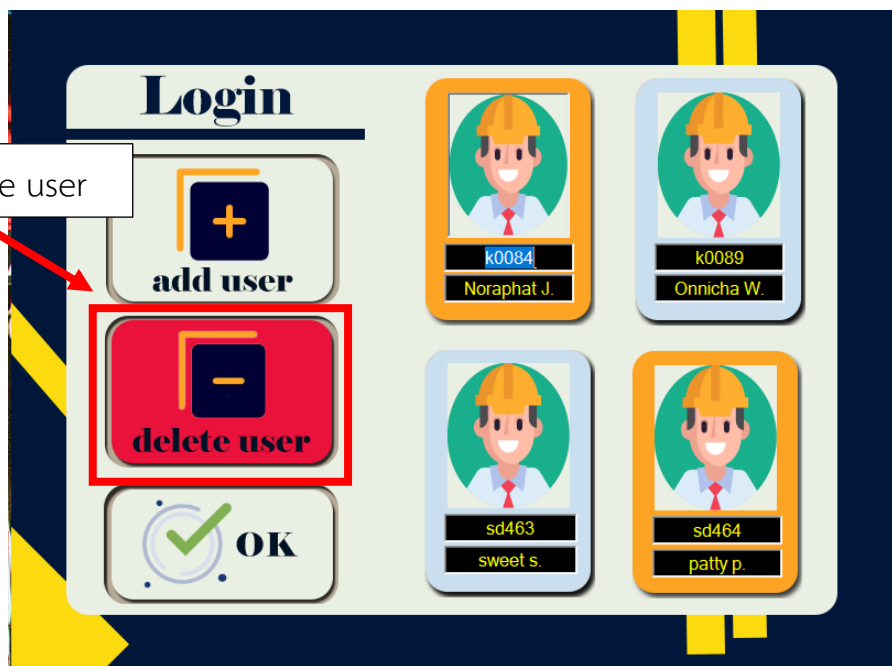 Login
e user
add user
delete user
OK
k0084
Noraphat J.
k0089
Onnicha W.
sd463
sweet s.
sd464
patty p.